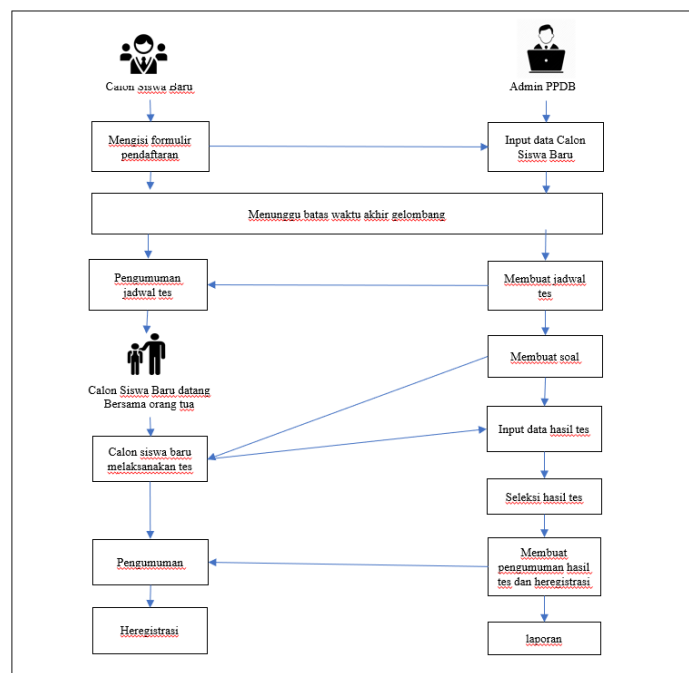 Calon Siswa Baru
Admin PPDB
Mengisi formulir
pendaftaran
Input data Calon
Siswa Baru
Menunggu batas waktu akhir gelombang
Pengumuman
jadwal tes
Membuat jadwal
tes
Membuat soal
Calon Siswa Baru datang
Bersama orang tua
Input data hasil tes
Calon siswa baru
melaksanakan tes
Seleksi hasil tes
Pengumuman
Membuat
pengumuman hasil
tes dan heregistrasi
Heregistrasi
laporan